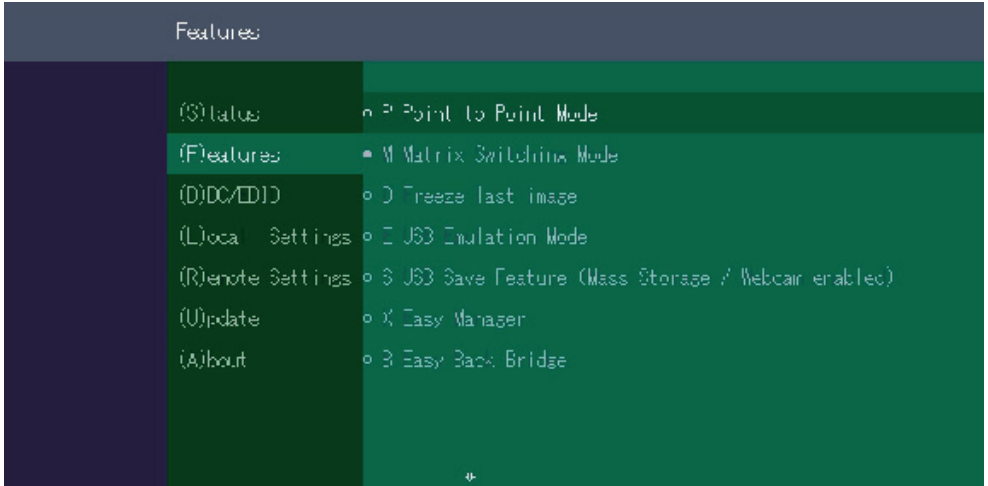 Features
(S)tatus
(F)eatures
(D)DC/EDID
(L)ocal Settings
(R)emote Settings
(U)pdate
(A)bout
P Point to Point Mode
M Matrix Switching Mode
D Freeze last image
E USB Emulation Mode
S USB Save Feature (Mass Storage / Webcam enabled)
X Easy Manager
B Easy Back Bridge